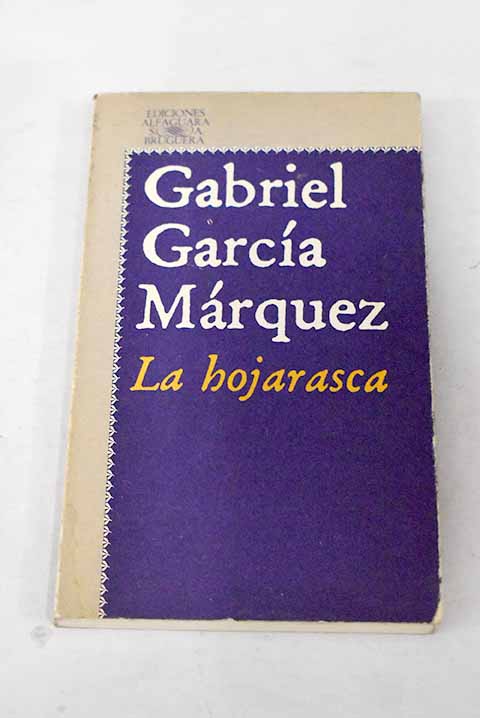 EDICIONES
ALFAGUARA
BRUGUERA
Gabriel
García
Márquez
La hojarasca